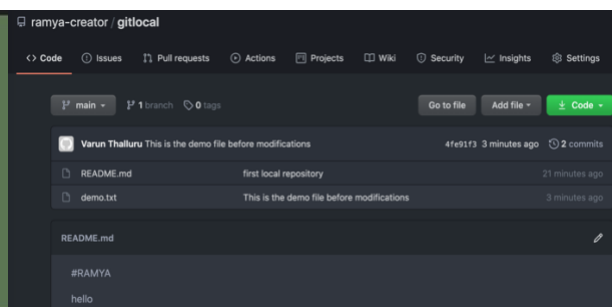 ramya-creator / gitlocal
<> Code Issues Pull requests Actions Projects Wiki Security Insights Settings
main 1 branch 0 tags Go to file Add file Code
Varun Thalluru This is the demo file before modifications 4fe91f3 3 minutes ago 2 commits
README.md first local repository 21 minutes ago
demo.txt This is the demo file before modifications 3 minutes ago
README.md
#RAMYA
hello